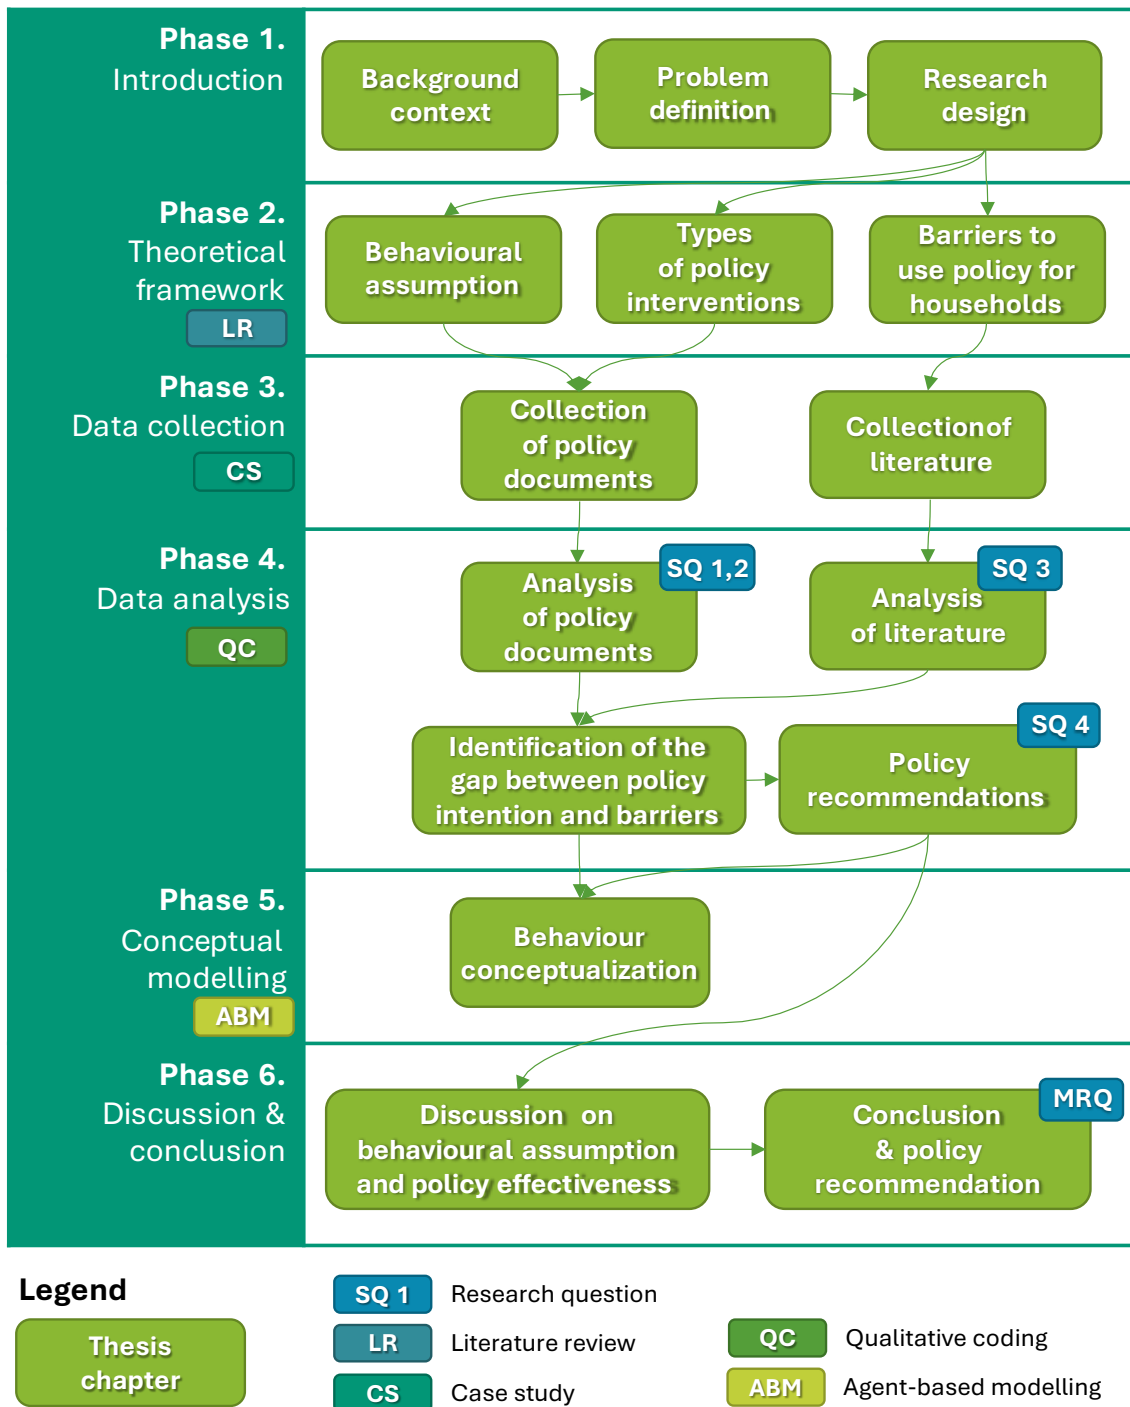 Phase 1.
Introduction
Background
context
Problem
definition
Research
design
Phase 2.
Theoretical
framework
LR
Behavioural
assumption
Types
of policy
interventions
Barriers to
use policy for
households
Phase 3.
Data collection
CS
Collection
of policy
documents
Collection of
literature
Phase 4.
Data analysis
QC
Analysis
of policy
documents
SQ 1,2
Analysis
of literature
SQ 3
Identification of the
gap between policy
intention and barriers
Policy
recommendations
SQ 4
Phase 5.
Conceptual
modelling
ABM
Behaviour
conceptualization
Phase 6.
Discussion &
conclusion
Discussion on
behavioural assumption
and policy effectiveness
Conclusion
& policy
recommendation
MRQ
Legend
Thesis
chapter
SQ 1 Research question
LR Literature review
CS Case study
QC Qualitative coding
ABM Agent-based modelling